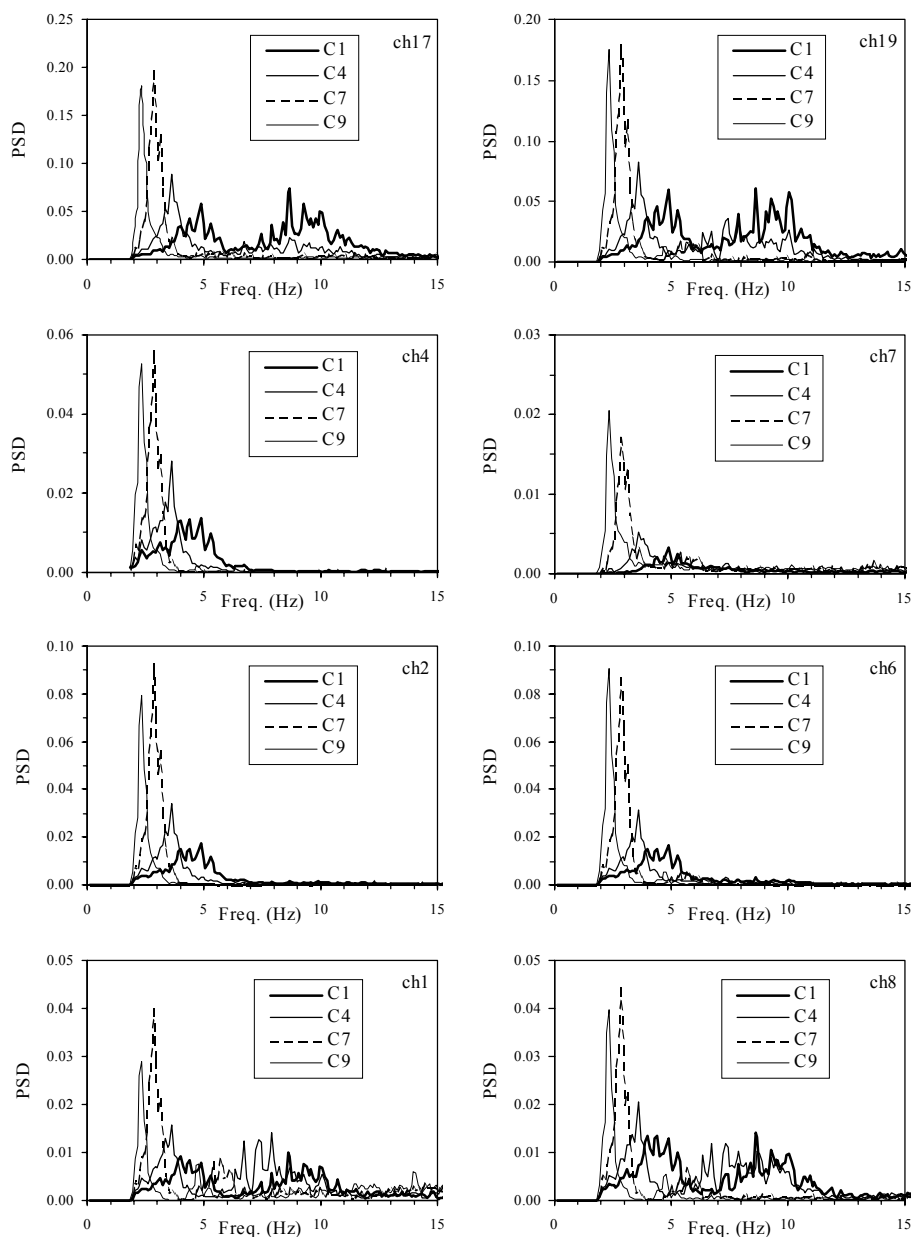 0.25
0.20
0.15
0.10
0.05
0.00
PSD
ch17
C1
C4
C7
C9
0 5 10 15
Freq. (Hz)
0.20
0.15
0.10
0.05
0.00
PSD
ch19
C1
C4
C7
C9
0 5 10 15
Freq. (Hz)
0.06
0.04
0.02
0.00
PSD
ch4
C1
C4
C7
C9
0 5 10 15
Freq. (Hz)
0.03
0.02
0.01
0.00
PSD
ch7
C1
C4
C7
C9
0 5 10 15
Freq. (Hz)
0.10
0.08
0.06
0.04
0.02
0.00
PSD
ch2
C1
C4
C7
C9
0 5 10 15
Freq. (Hz)
0.10
0.08
0.06
0.04
0.02
0.00
PSD
ch6
C1
C4
C7
C9
0 5 10 15
Freq. (Hz)
0.05
0.04
0.03
0.02
0.01
0.00
PSD
ch1
C1
C4
C7
C9
0 5 10 15
Freq. (Hz)
0.05
0.04
0.03
0.02
0.01
0.00
PSD
ch8
C1
C4
C7
C9
0 5 10 15
Freq. (Hz)